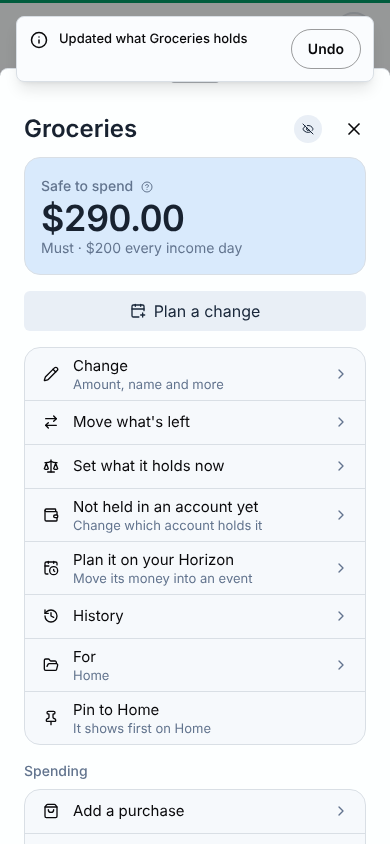 Updated what Groceries holds
Undo
Groceries
Safe to spend
$290.00
Must · $200 every income day
Plan a change
Change
Amount, name and more
Move what's left
Set what it holds now
Not held in an account yet
Change which account holds it
Plan it on your Horizon
Move its money into an event
History
For
Home
Pin to Home
It shows first on Home
Spending
Add a purchase